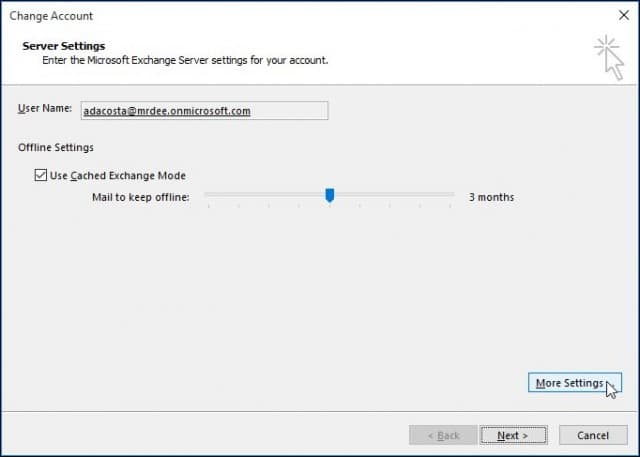 Change Account
Server Settings
Enter the Microsoft Exchange Server settings for your account.
User Name: adacosta@mrdee.onmicrosoft.com
Offline Settings
Use Cached Exchange Mode
Mail to keep offline: 3 months
More Settings ...
< Back Next > Cancel